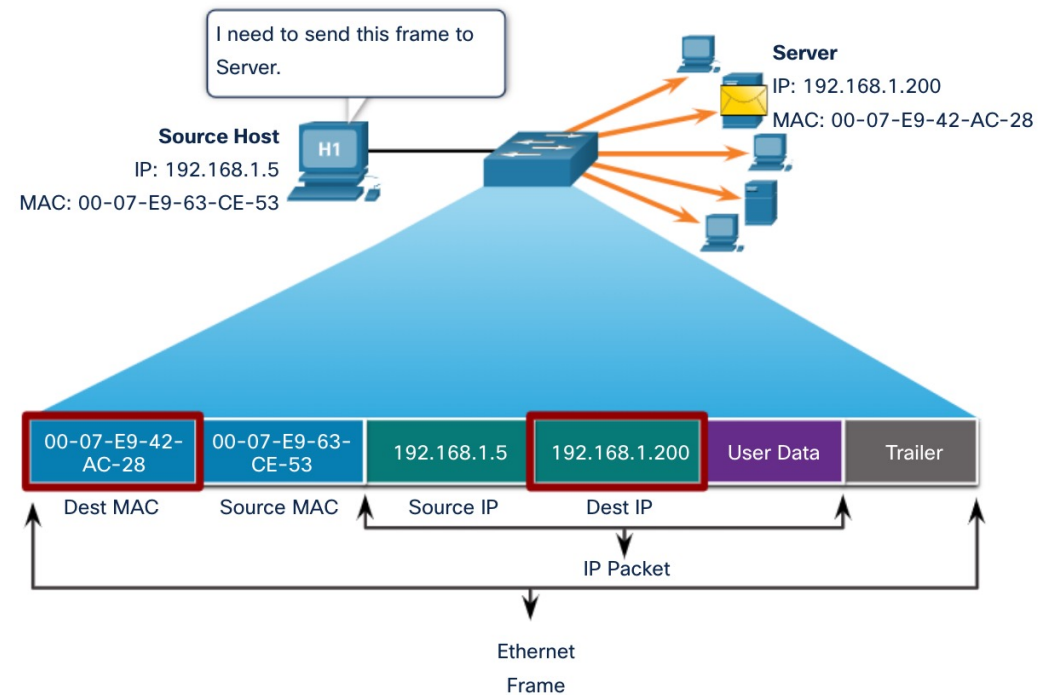 I need to send this frame to
Server.
Server
IP: 192.168.1.200
MAC: 00-07-E9-42-AC-28
Source Host
IP: 192.168.1.5
MAC: 00-07-E9-63-CE-53
H1
00-07-E9-42-
AC-28
00-07-E9-63-
CE-53
192.168.1.5
192.168.1.200
User Data
Trailer
Dest MAC
Source MAC
Source IP
Dest IP
IP Packet
Ethernet
Frame